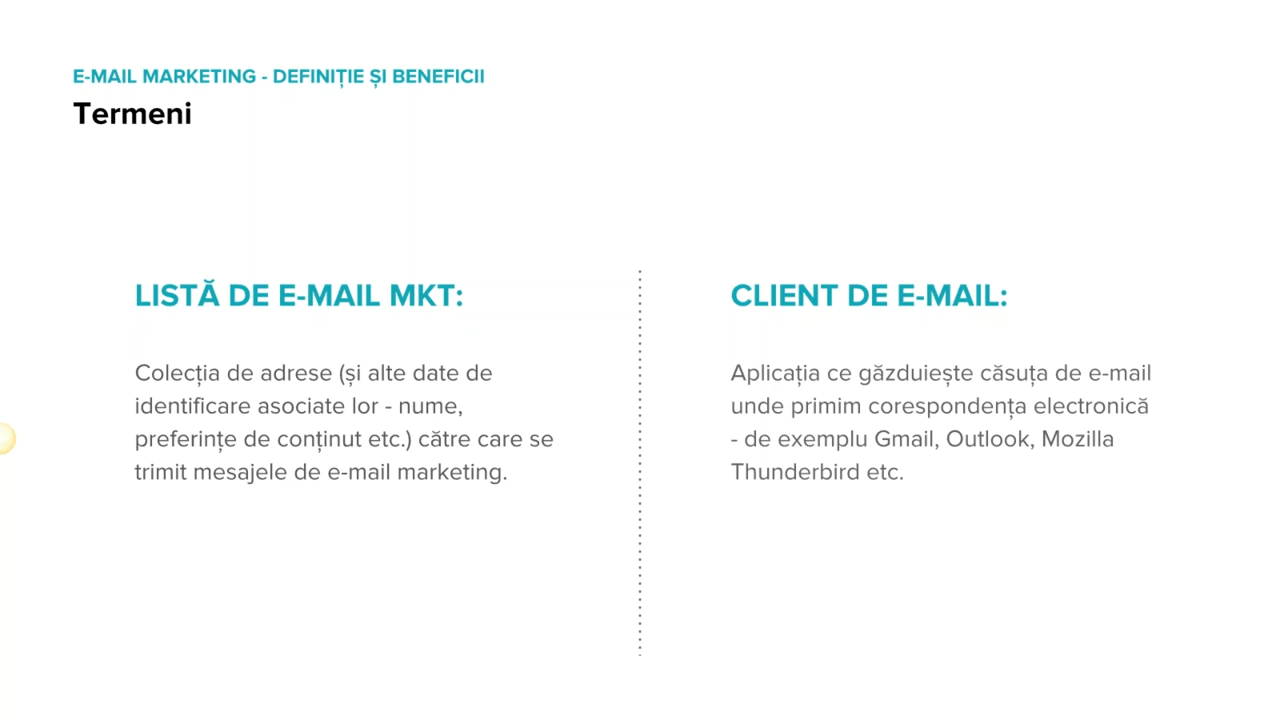 E-MAIL MARKETING - DEFINIȚIE ȘI BENEFICII
Termeni
LISTĂ DE E-MAIL MKT:
Colecția de adrese (și alte date de
identificare asociate lor - nume,
preferințe de conținut etc.) către care se
trimit mesajele de e-mail marketing.
CLIENT DE E-MAIL:
Aplicația ce găzduiește căsuța de e-mail
unde primim corespondența electronică
- de exemplu Gmail, Outlook, Mozilla
Thunderbird etc.